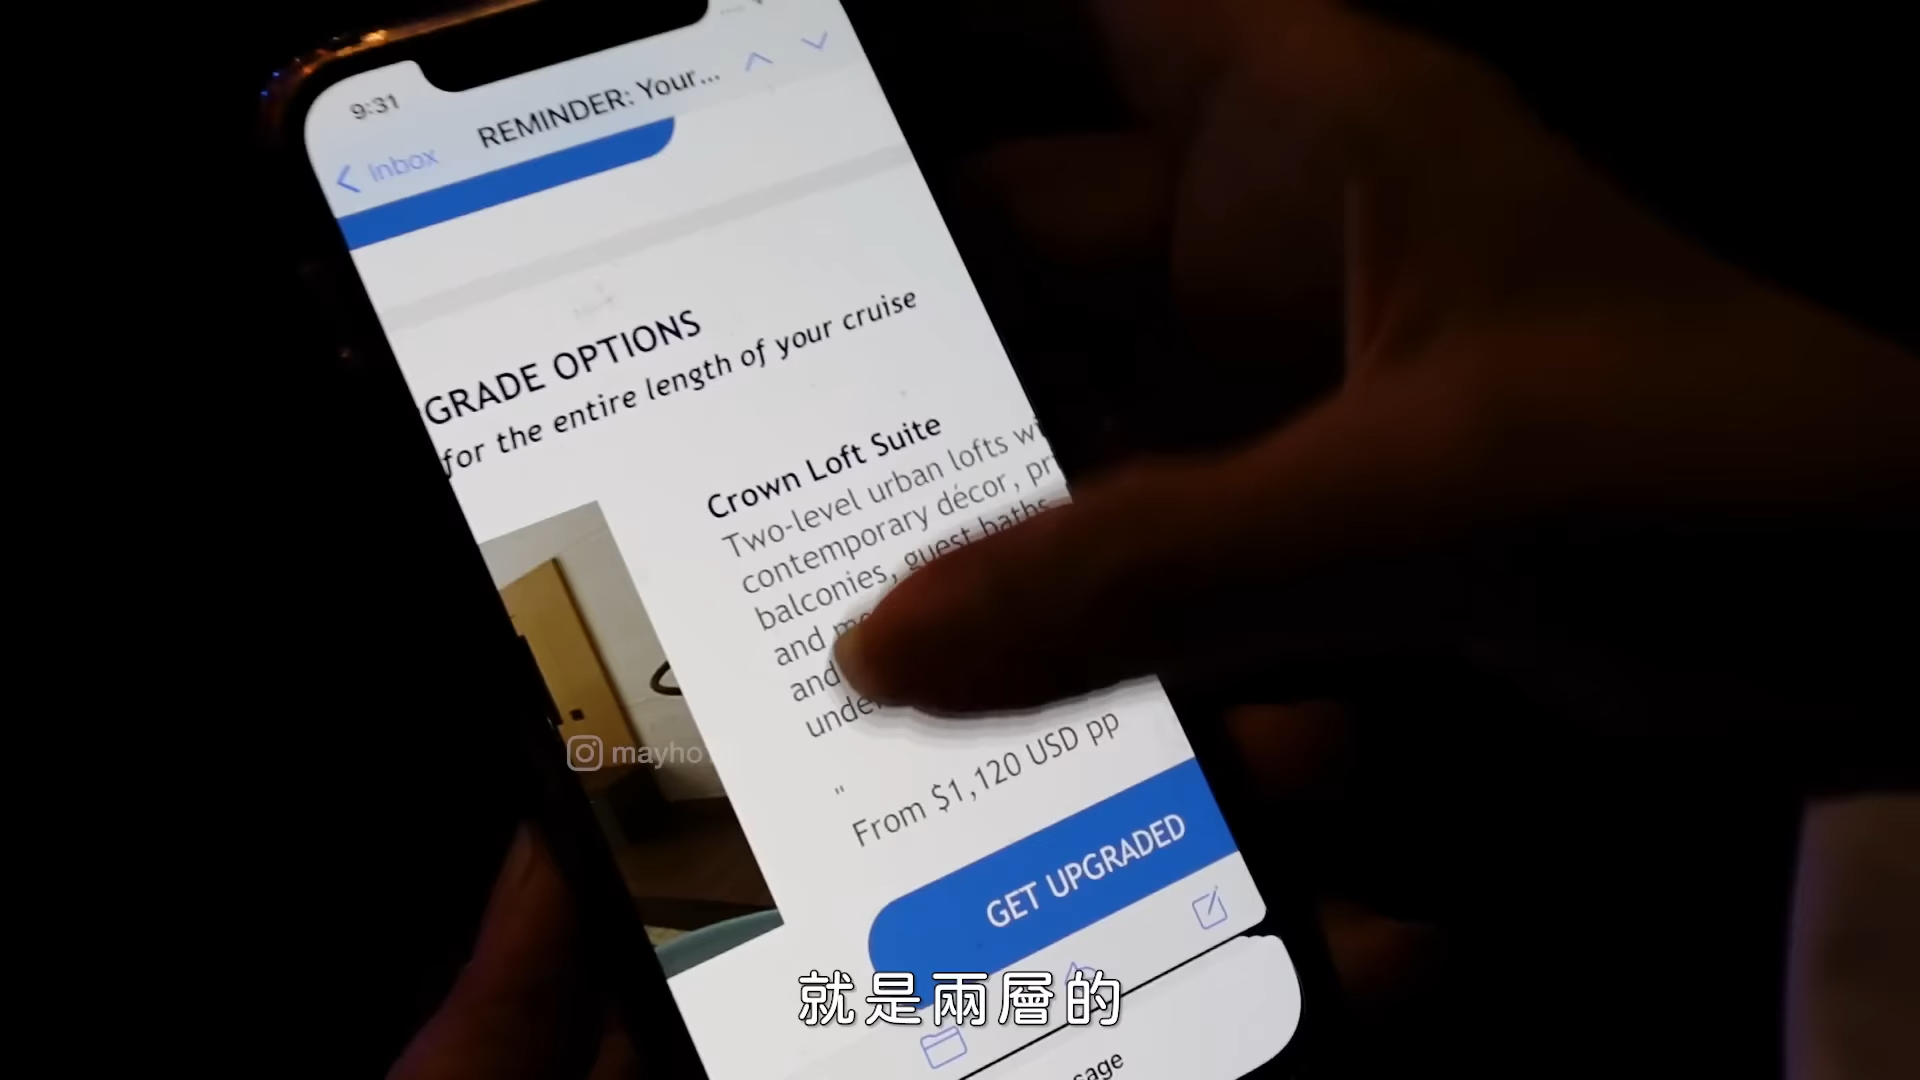 9:31
REMINDER: Your...
Inbox
GRADE OPTIONS
for the entire length of your cruise
Crown Loft Suite
Two-level urban lofts
contemporary décor,
balconies, guest baths
and
and
"
From $1,120 USD pp
GET UPGRADED
mayho
就是兩層的